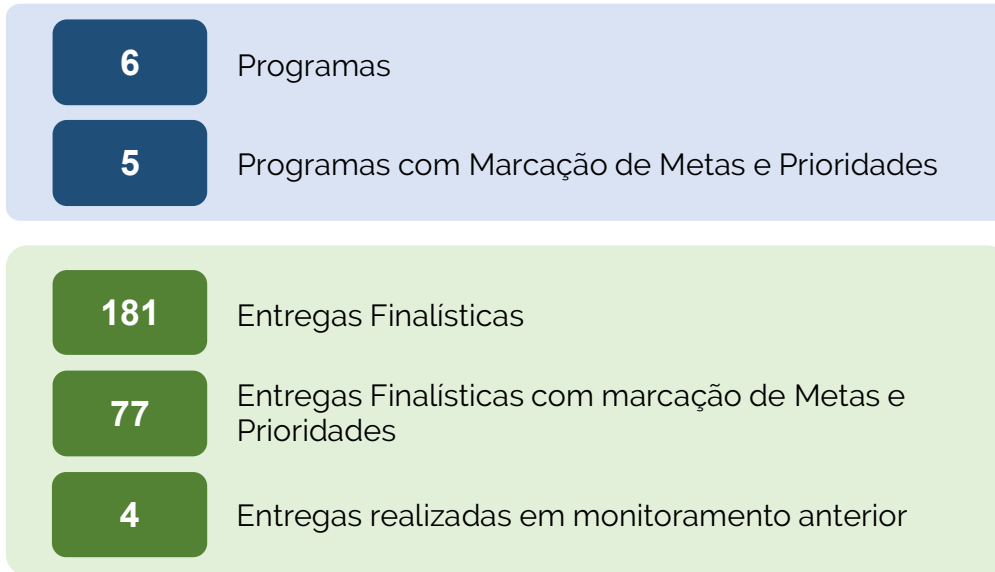 6
Programas
5
Programas com Marcação de Metas e Prioridades
181
Entregas Finalísticas
77
Entregas Finalísticas com marcação de Metas e
Prioridades
4
Entregas realizadas em monitoramento anterior